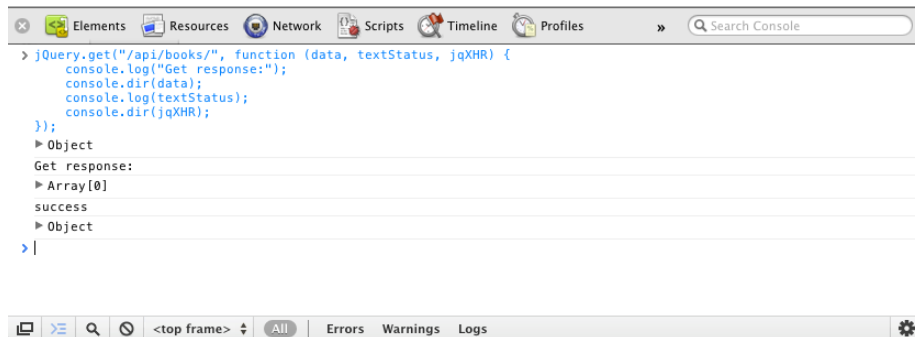 Elements Resources Network Scripts Timeline Profiles » Search Console
> jQuery.get("/api/books/", function (data, textStatus, jqXHR) {
    console.log("Get response:");
    console.dir(data);
    console.log(textStatus);
    console.dir(jqXHR);
});
▶ Object
Get response:
▶ Array[0]
success
▶ Object
>
<top frame> All Errors Warnings Logs